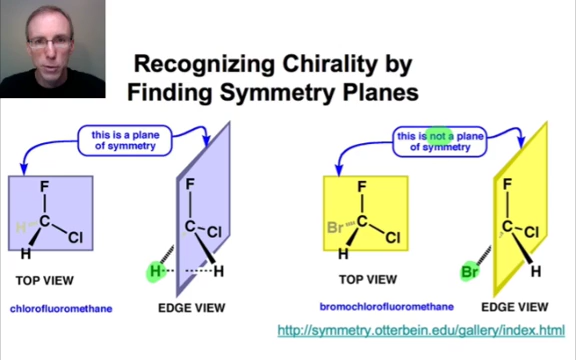 Recognizing Chirality by
Finding Symmetry Planes
this is a plane
of symmetry
F
H
C
Cl
H
TOP VIEW
chlorofluoromethane
F
C
Cl
H
H
EDGE VIEW
this is not a plane
of symmetry
F
Br
C
Cl
H
TOP VIEW
bromochlorofluoromethane
F
C
Cl
Br
H
EDGE VIEW
http://symmetry.otterbein.edu/gallery/index.html